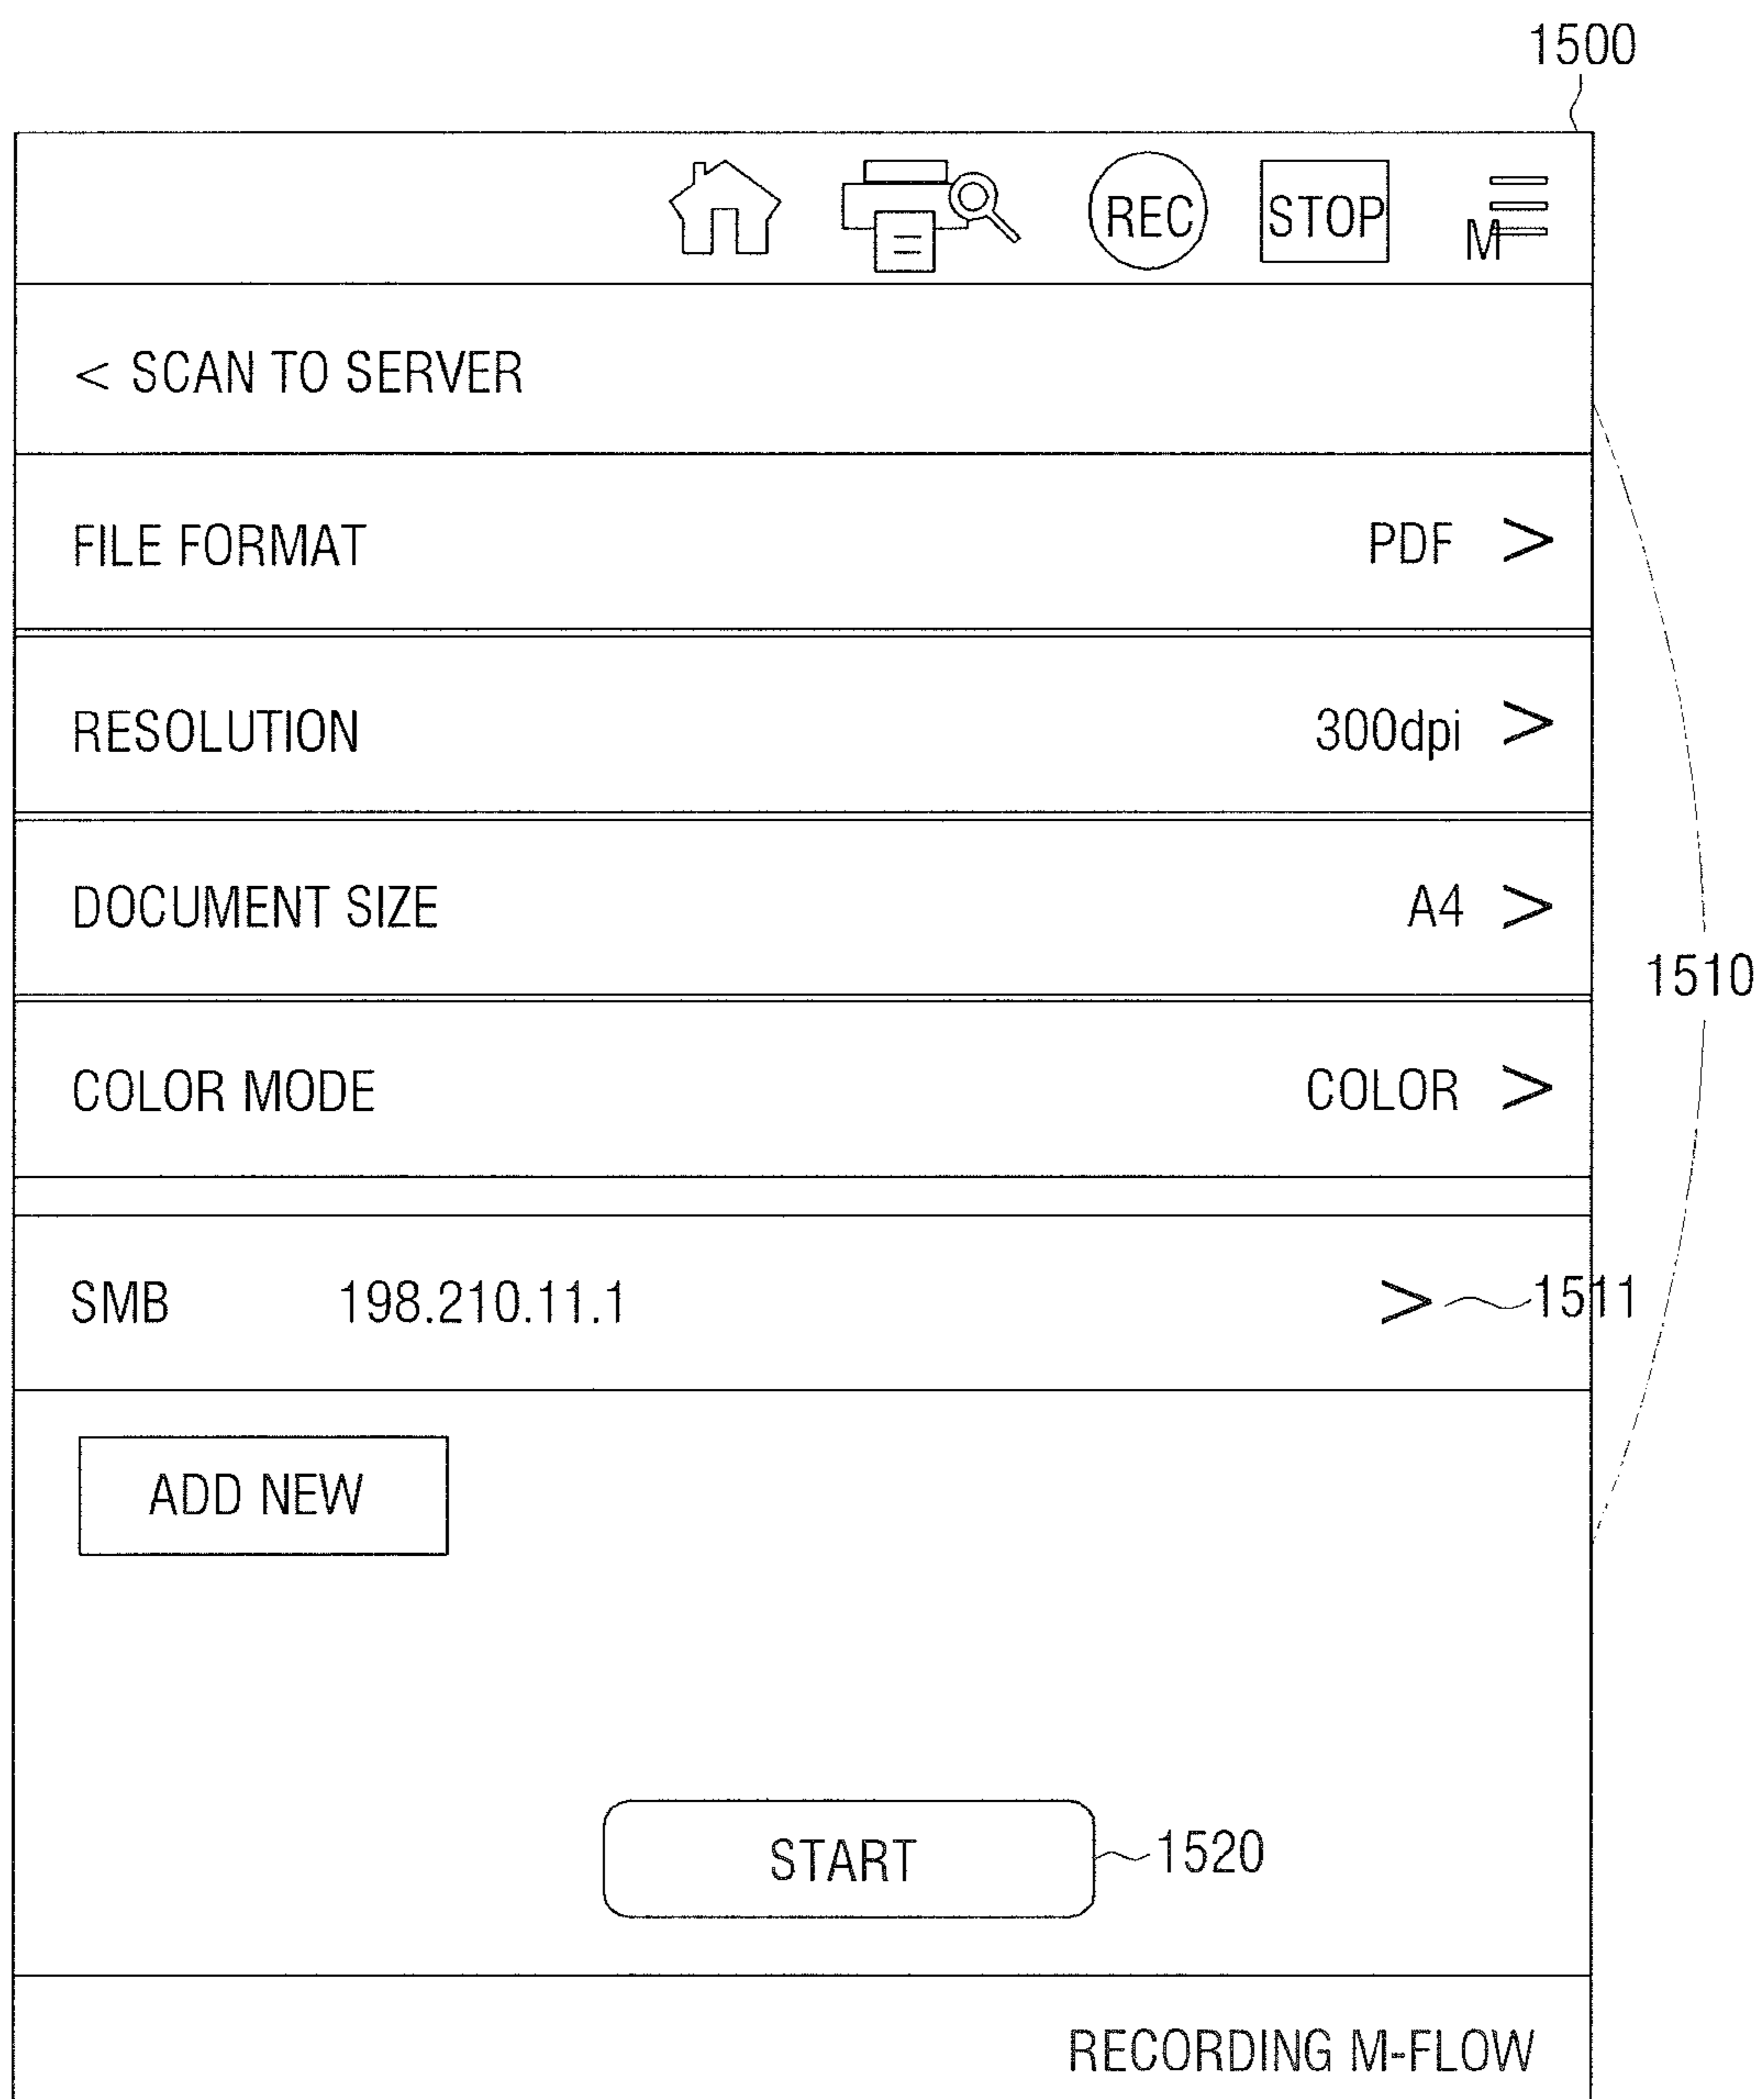 1500
REC STOP M
< SCAN TO SERVER
FILE FORMAT PDF >
RESOLUTION 300dpi >
DOCUMENT SIZE A4 >
1510
COLOR MODE COLOR >
SMB 198.210.11.1 > 1511
ADD NEW
START 1520
RECORDING M-FLOW